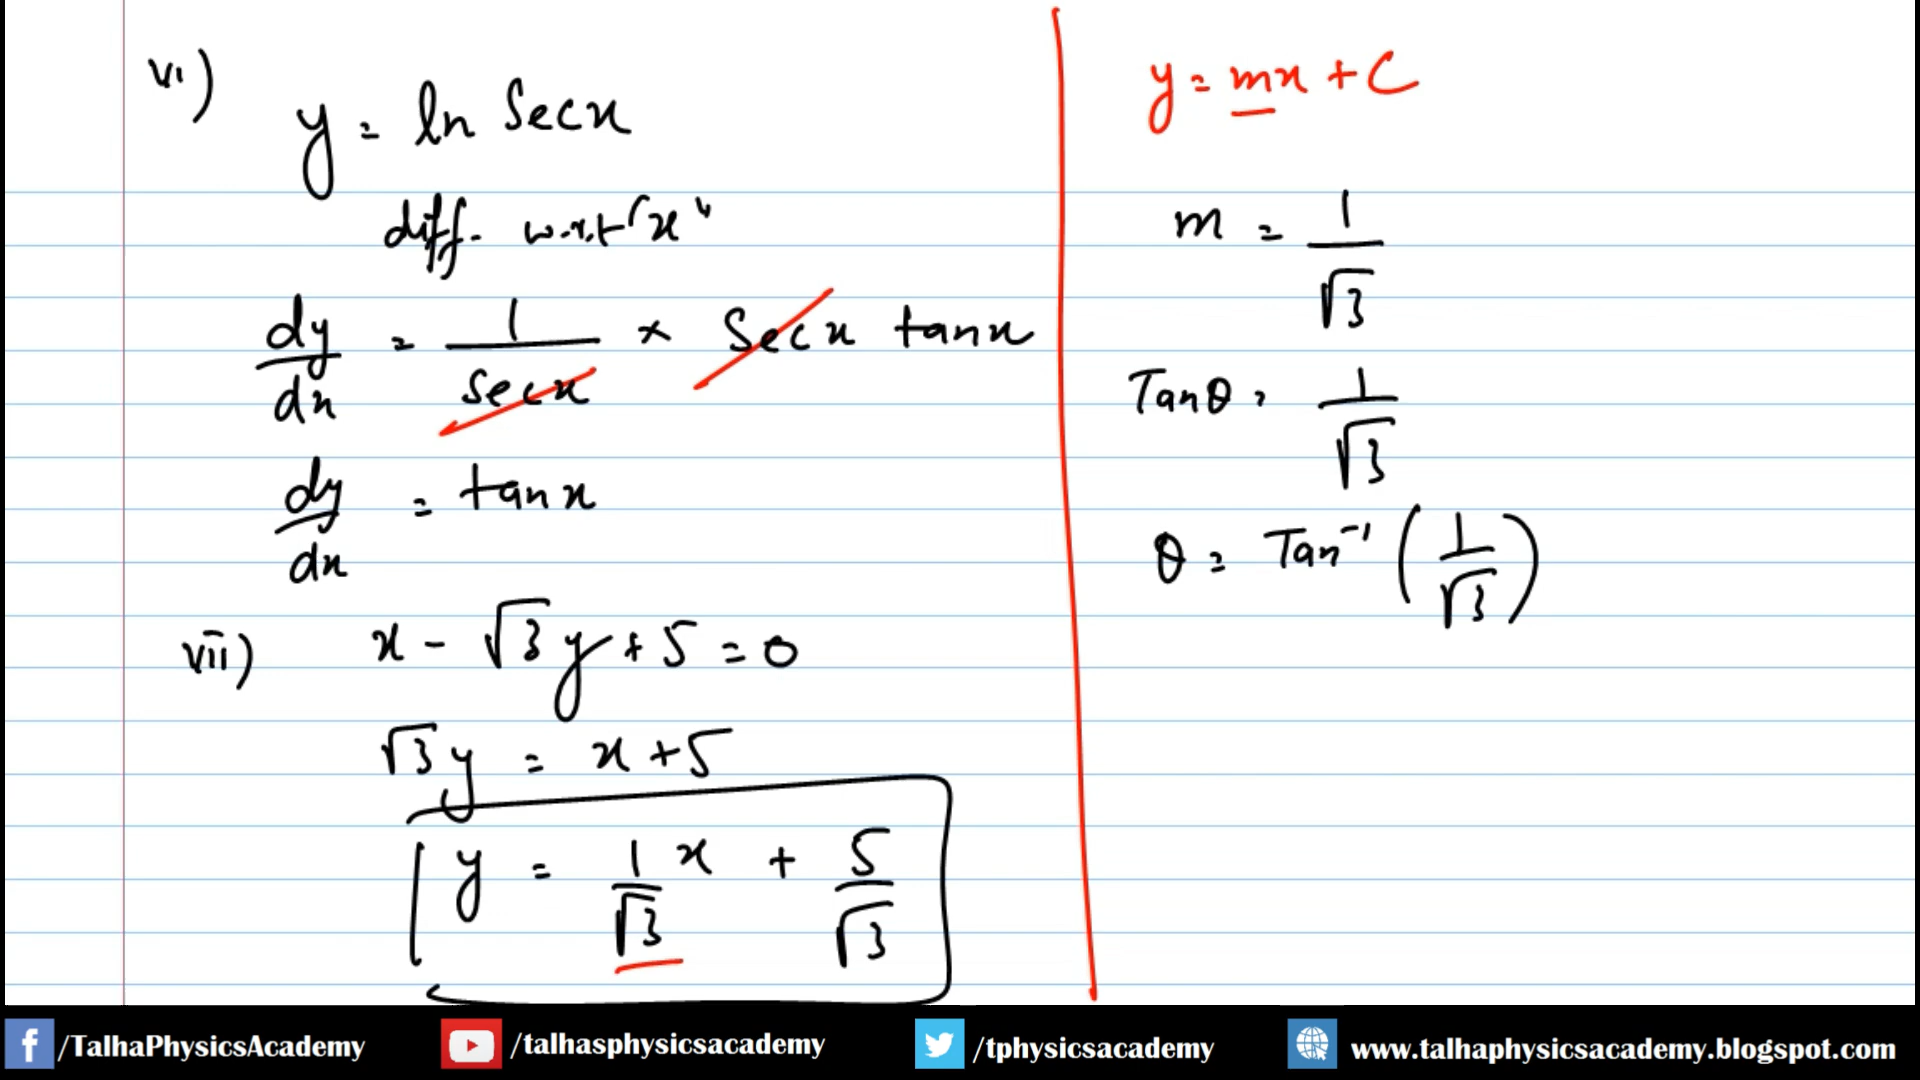 vi)
y = ln Secx
diff. w.r.t "x"
dy/dx = 1/secx × Secx tanx
dy/dx = tanx
vii) x - √3y + 5 = 0
√3y = x + 5
y = 1/√3 x + 5/√3
y = mx + C
m = 1/√3
Tanθ = 1/√3
θ = Tan⁻¹ (1/√3)
/TalhaPhysicsAcademy
/talhasphysicsacademy
/tphysicsacademy
www.talhaphysicsacademy.blogspot.com